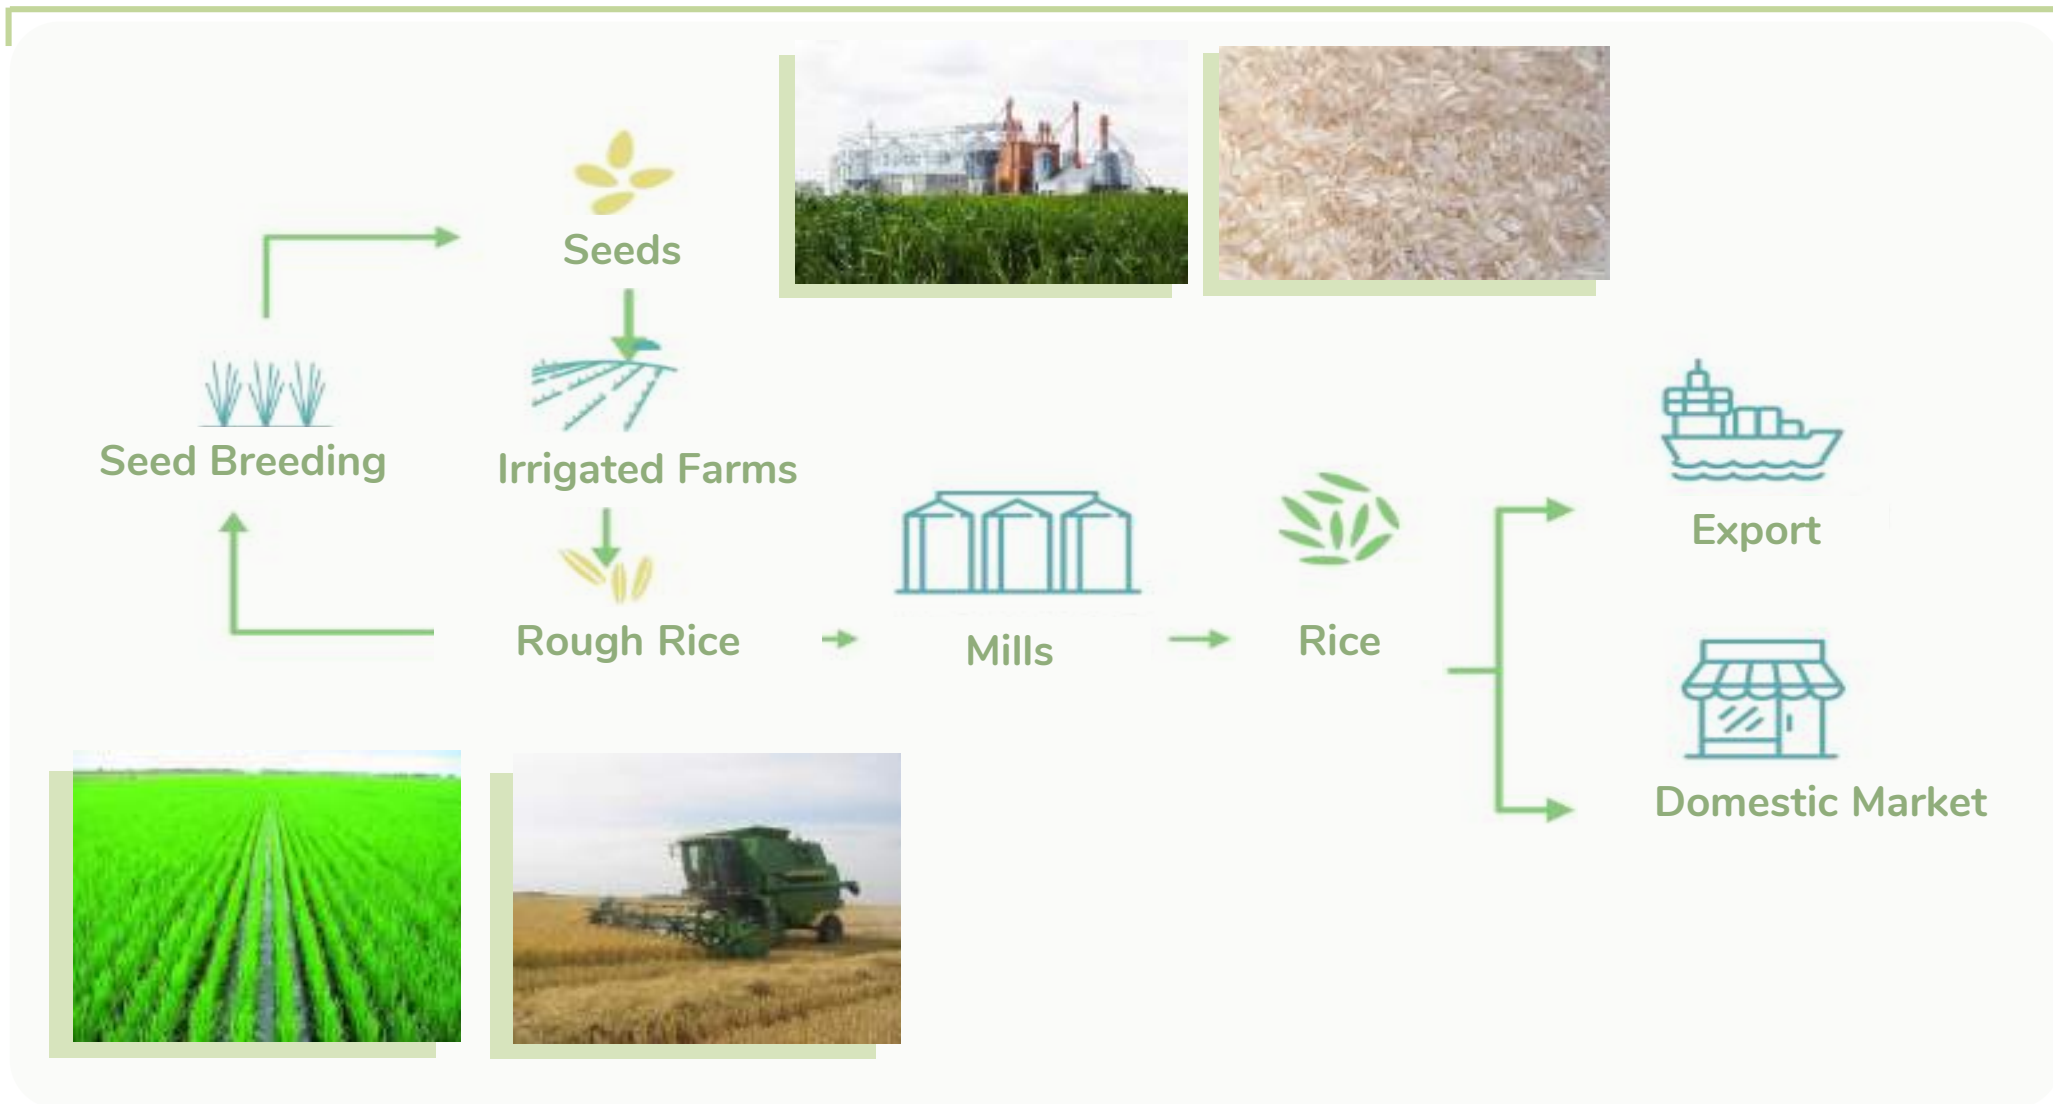 Seeds
Seed Breeding
Irrigated Farms
Rough Rice
Mills
Rice
Export
Domestic Market